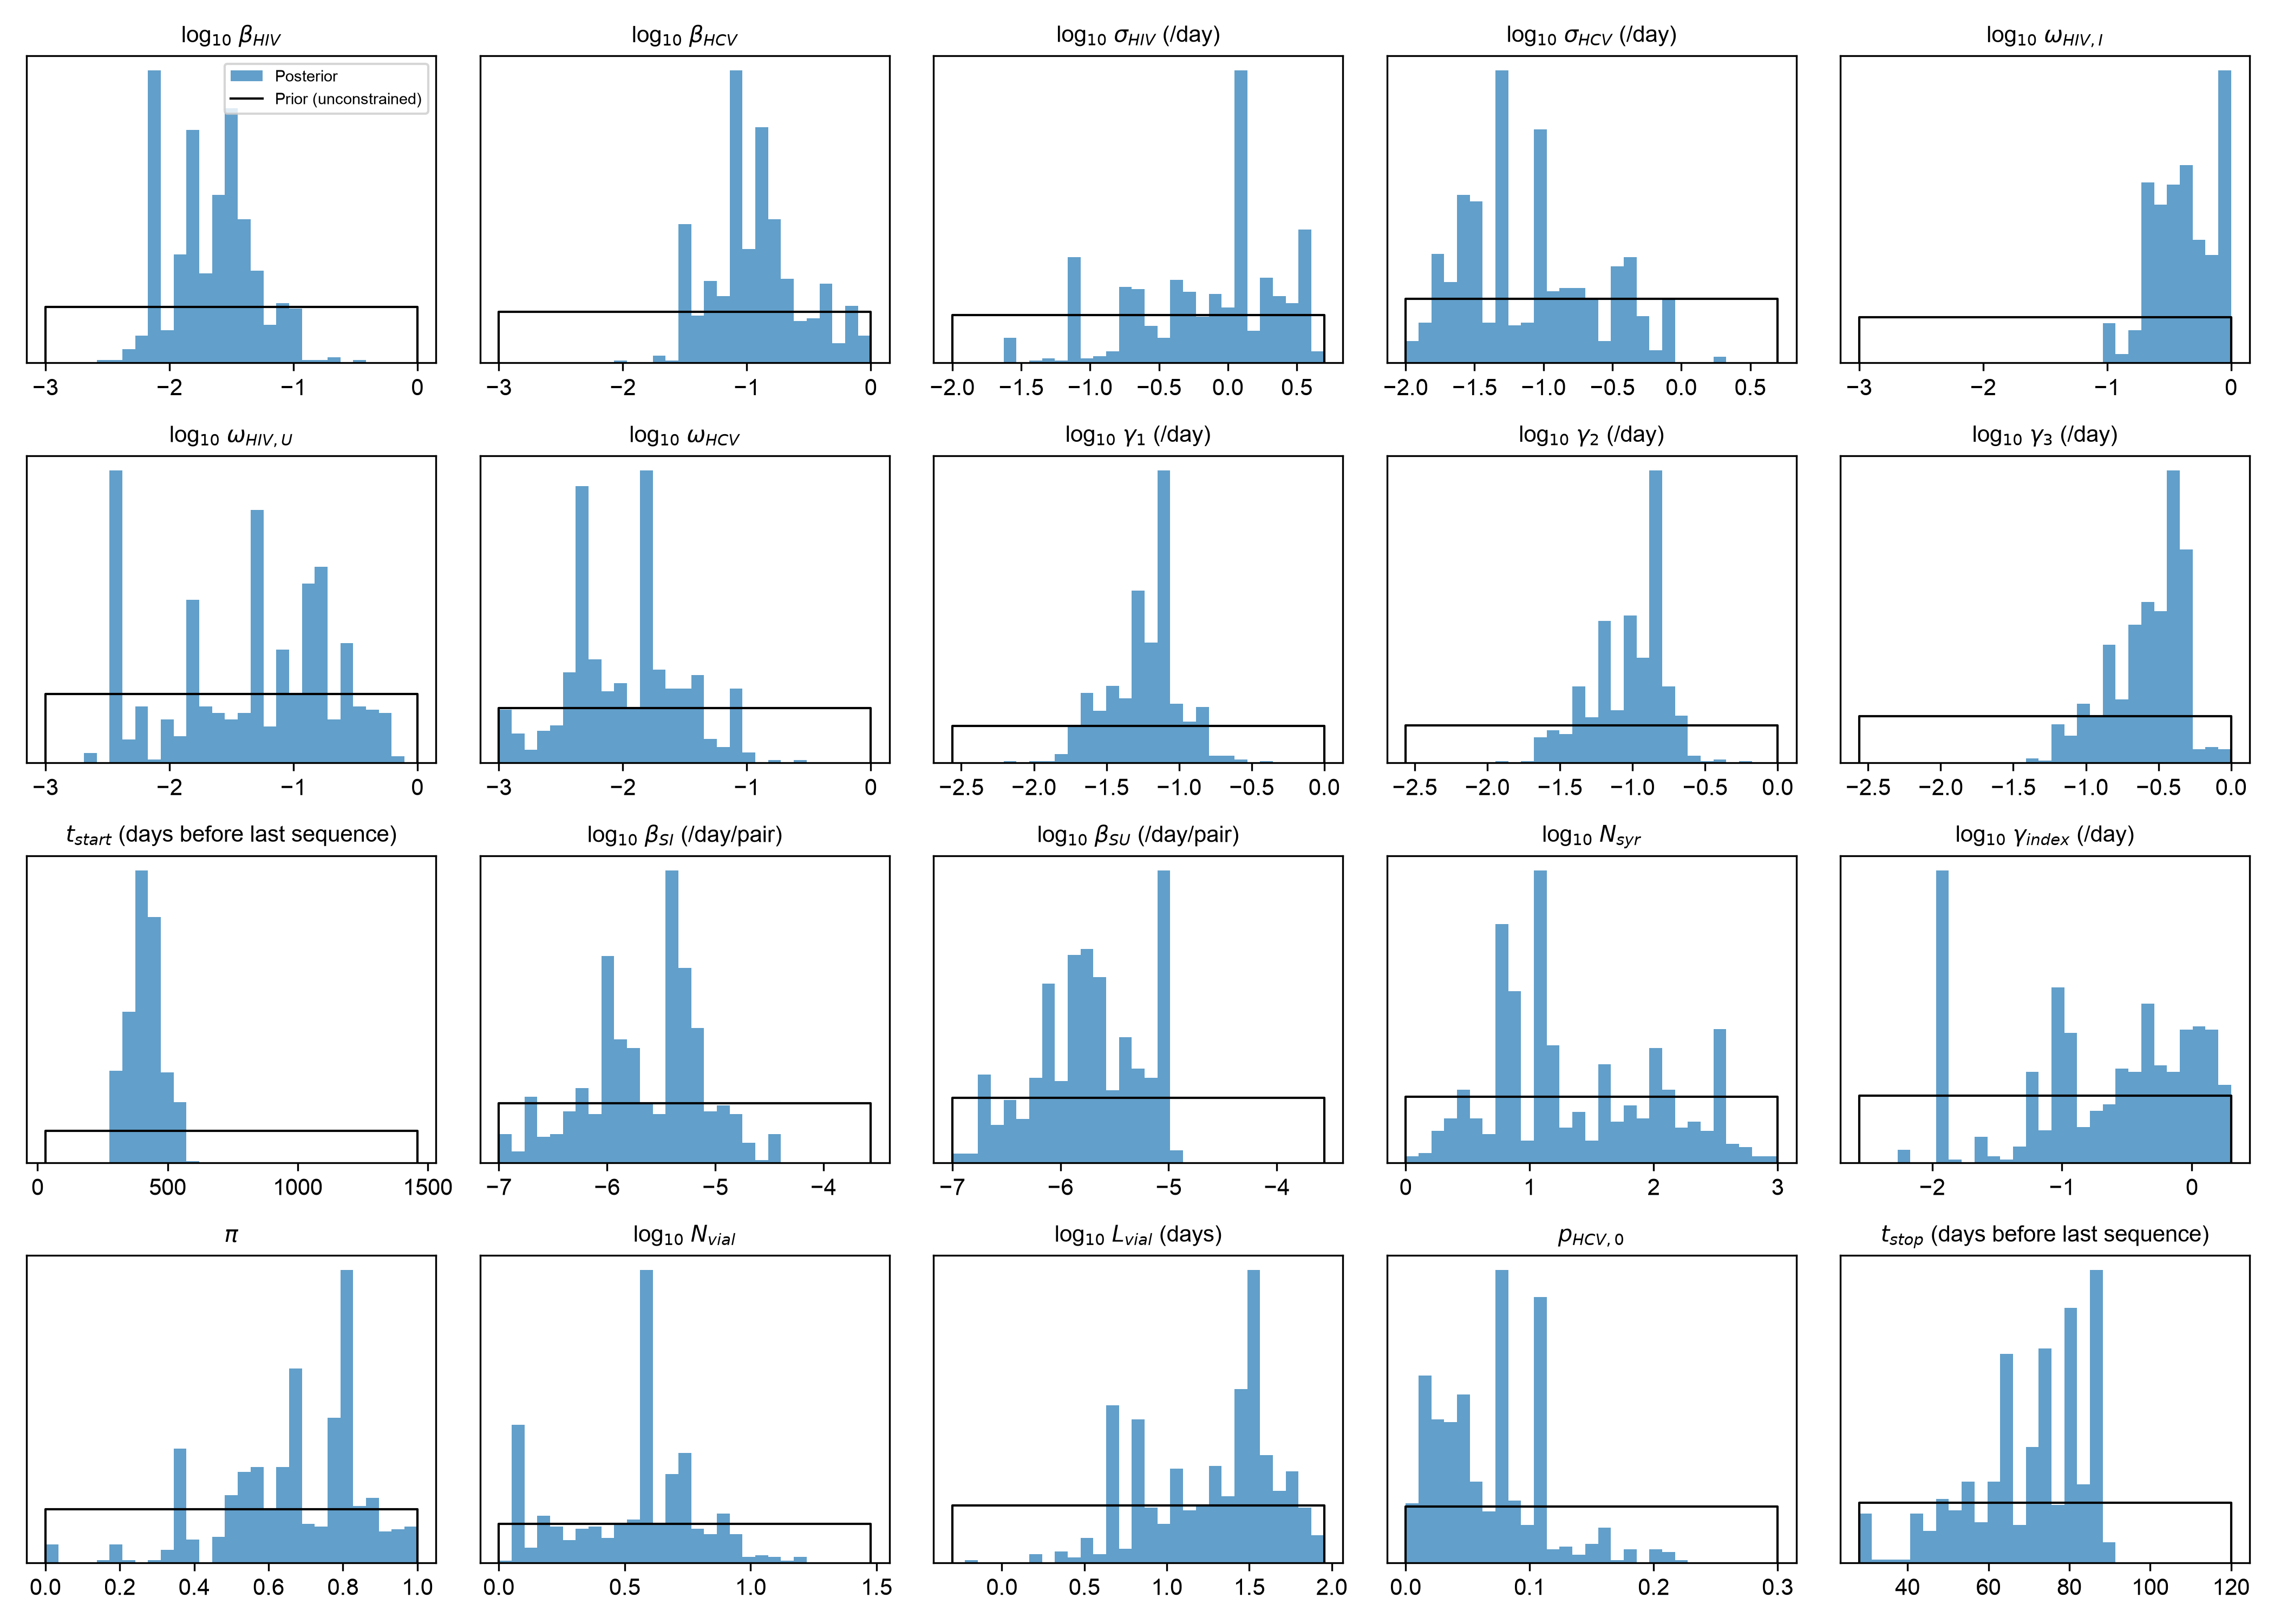 log₁₀ β_HIV
log₁₀ β_HCV
log₁₀ σ_HIV (/day)
log₁₀ σ_HCV (/day)
log₁₀ ω_HIV, I
Posterior
Prior (unconstrained)
−3 −2 −1 0
−3 −2 −1 0
−2.0 −1.5 −1.0 −0.5 0.0 0.5
−2.0 −1.5 −1.0 −0.5 0.0 0.5
−3 −2 −1 0
log₁₀ ω_HIV, U
log₁₀ ω_HCV
log₁₀ γ₁ (/day)
log₁₀ γ₂ (/day)
log₁₀ γ₃ (/day)
−3 −2 −1 0
−3 −2 −1 0
−2.5 −2.0 −1.5 −1.0 −0.5 0.0
−2.5 −2.0 −1.5 −1.0 −0.5 0.0
−2.5 −2.0 −1.5 −1.0 −0.5 0.0
t_start (days before last sequence)
log₁₀ β_SI (/day/pair)
log₁₀ β_SU (/day/pair)
log₁₀ N_syr
log₁₀ γ_index (/day)
0 500 1000 1500
−7 −6 −5 −4
−7 −6 −5 −4
0 1 2 3
−2 −1 0
π
log₁₀ N_vial
log₁₀ L_vial (days)
p_HCV, 0
t_stop (days before last sequence)
0.0 0.2 0.4 0.6 0.8 1.0
0.0 0.5 1.0 1.5
0.0 0.5 1.0 1.5 2.0
0.0 0.1 0.2 0.3
40 60 80 100 120